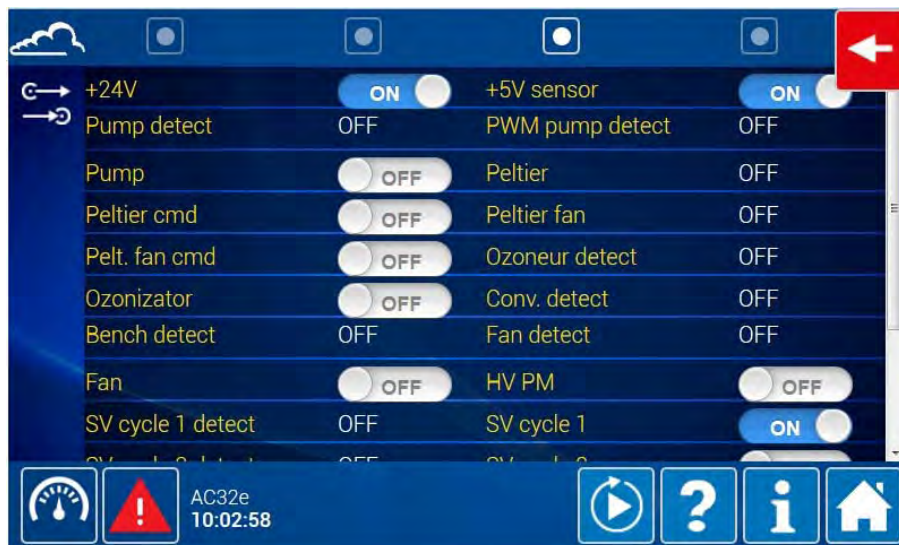 +24V ON +5V sensor ON
Pump detect OFF PWM pump detect OFF
Pump OFF Peltier OFF
Peltier cmd OFF Peltier fan OFF
Pelt. fan cmd OFF Ozoneur detect OFF
Ozonizator OFF Conv. detect OFF
Bench detect OFF Fan detect OFF
Fan OFF HV PM OFF
SV cycle 1 detect OFF SV cycle 1 ON
AC32e
10:02:58